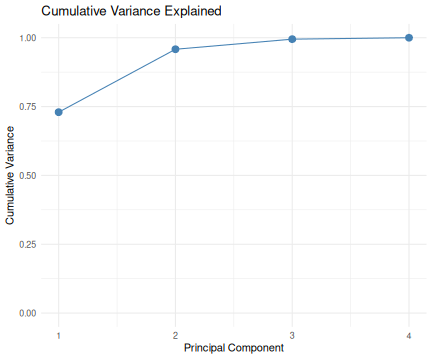 Cumulative Variance Explained
1.00
0.75
0.50
0.25
0.00
Cumulative Variance
1 2 3 4
Principal Component